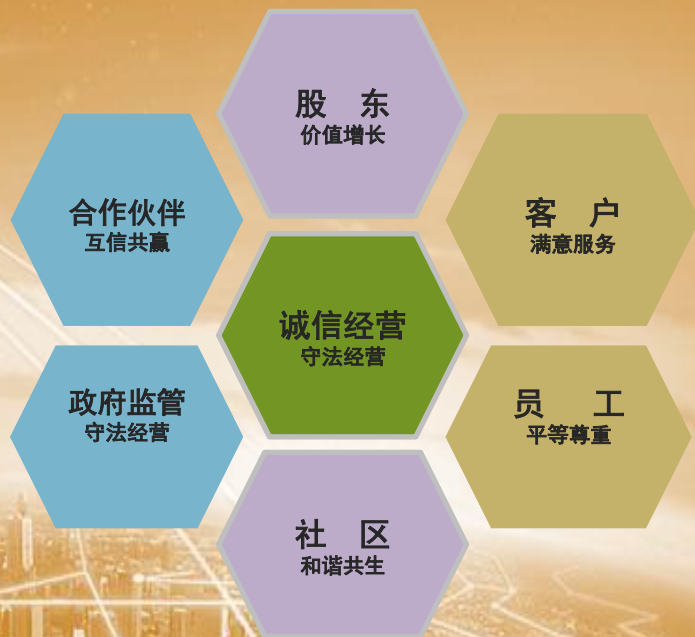 股 东
价值增长
合作伙伴
互信共赢
客 户
满意服务
诚信经营
守法经营
政府监管
守法经营
员 工
平等尊重
社 区
和谐共生